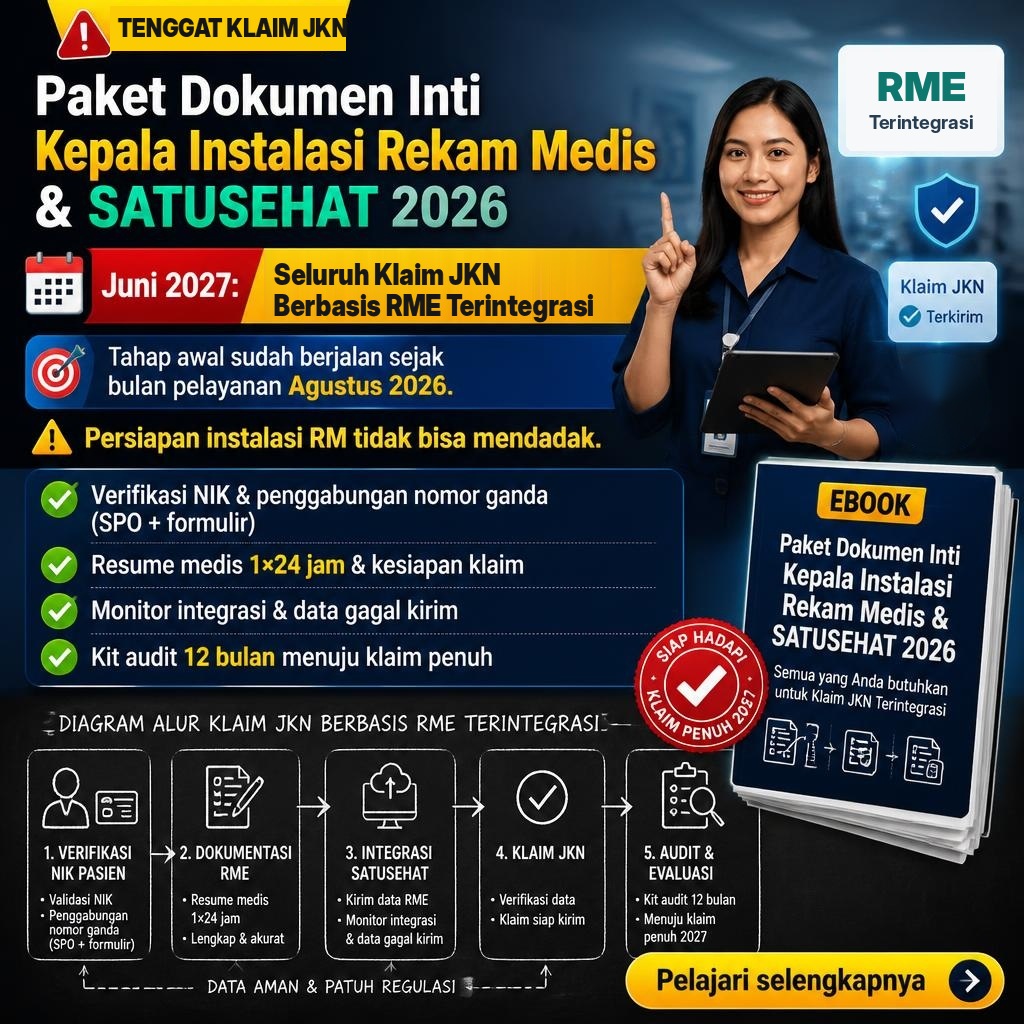 TENGGAT KLAIM JKN
Paket Dokumen Inti
Kepala Instalasi Rekam Medis
& SATUSEHAT 2026
RME
Terintegrasi
Klaim JKN
Terkirim
Juni 2027:
Seluruh Klaim JKN
Berbasis RME Terintegrasi
Tahap awal sudah berjalan sejak
bulan pelayanan Agustus 2026.
Persiapan instalasi RM tidak bisa mendadak.
Verifikasi NIK & penggabungan nomor ganda
(SPO + formulir)
Resume medis 1×24 jam & kesiapan klaim
Monitor integrasi & data gagal kirim
Kit audit 12 bulan menuju klaim penuh
EBOOK
Paket Dokumen Inti
Kepala Instalasi
Rekam Medis &
SATUSEHAT 2026
Semua yang Anda butuhkan
untuk Klaim JKN Terintegrasi
SIAP HADAPI
KLAIM PENUH 2027
DIAGRAM ALUR KLAIM JKN BERBASIS RME TERINTEGRASI
1. VERIFIKASI
NIK PASIEN
• Validasi NIK
• Penggabungan
nomor ganda
(SPO + formulir)
2. DOKUMENTASI
RME
• Resume medis
1×24 jam
• Lengkap & akurat
3. INTEGRASI
SATUSEHAT
• Kirim data RME
• Monitor integrasi
& data gagal kirim
4. KLAIM JKN
• Verifikasi data
• Klaim siap kirim
5. AUDIT &
EVALUASI
• Kit audit 12 bulan
• Menuju klaim
penuh 2027
DATA AMAN & PATUH REGULASI
Pelajari selengkapnya